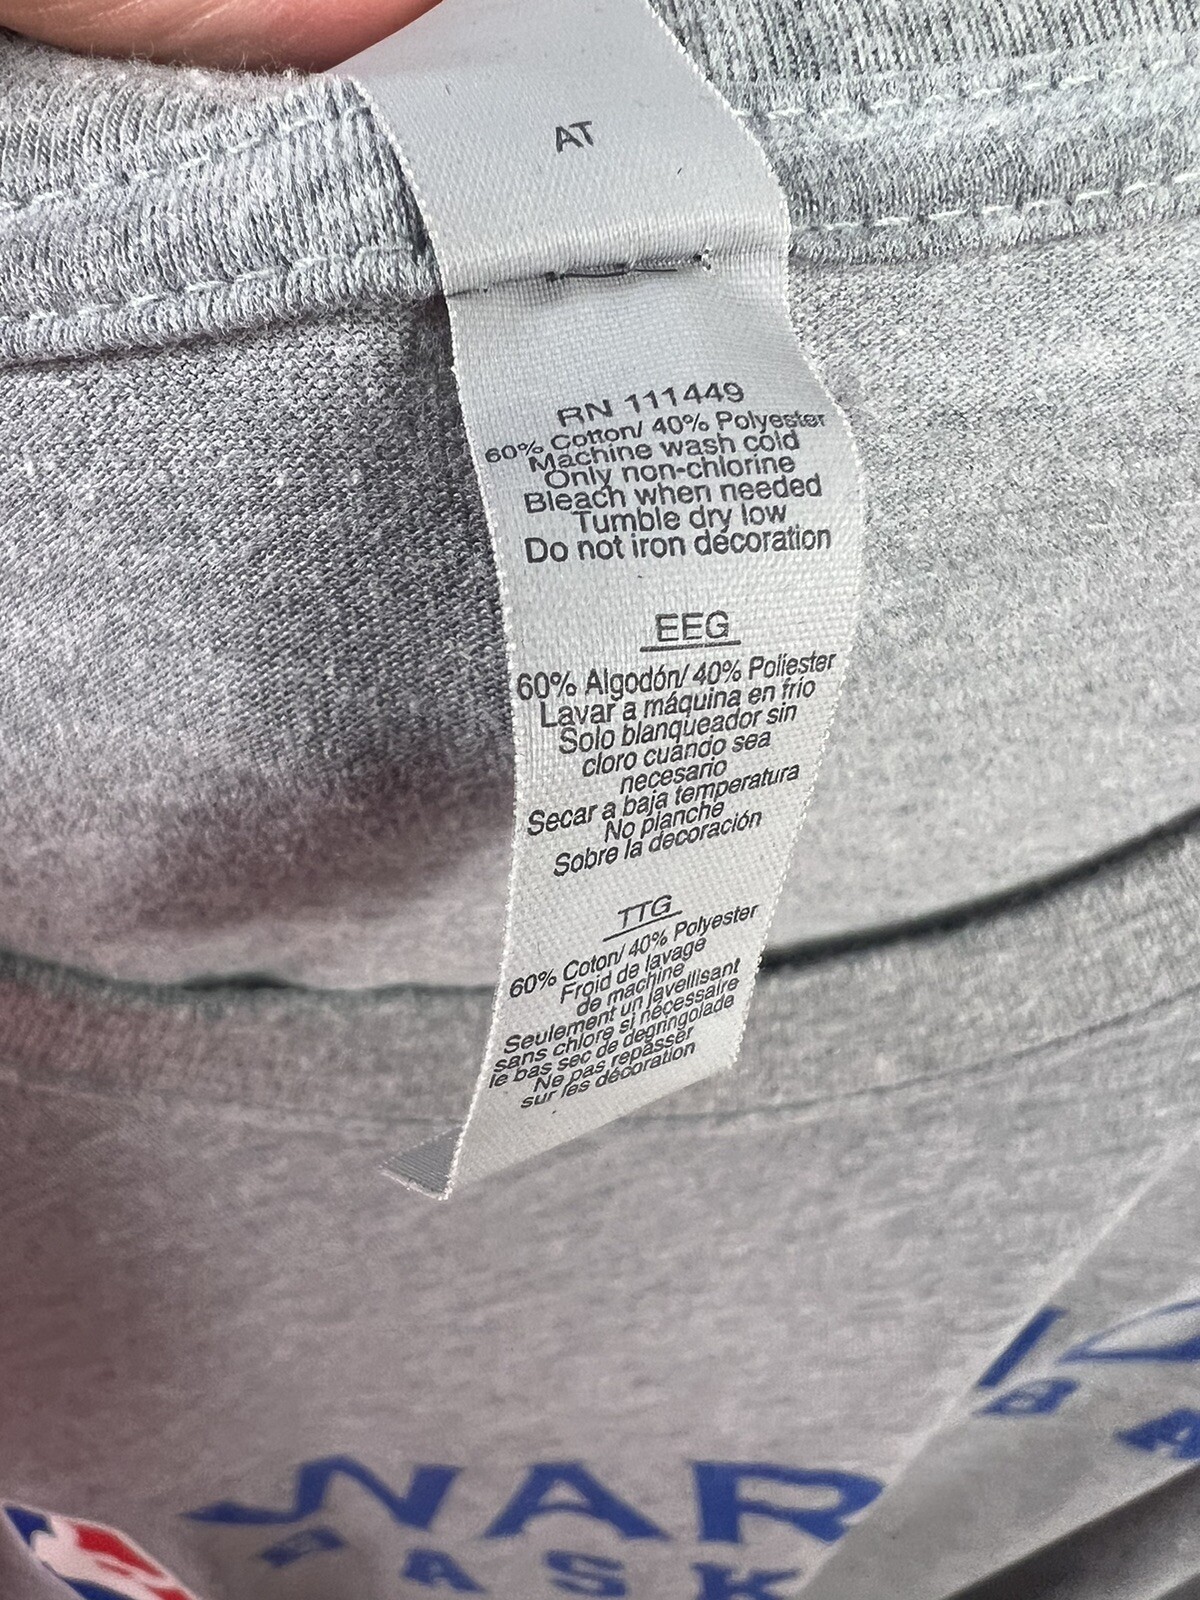 AT
RN 111449
60% Cotton/ 40% Polyester
Machine wash cold
Only non-chlorine
Bleach when needed
Tumble dry low
Do not iron decoration
EEG
60% Algodón/ 40% Poliester
Lavar a máquina en frio
Solo blanqueador sin
cloro cuando sea
necesario
Secar a baja temperatura
No planche
Sobre la decoración
TTG
60% Coton/ 40% Polyester
Froid de lavage
de machine
Seulement un javellisant
sans chlore si nécessaire
le bas sec de degringolade
Ne pas repasser
sur les décoration
WAR
BASK
BA